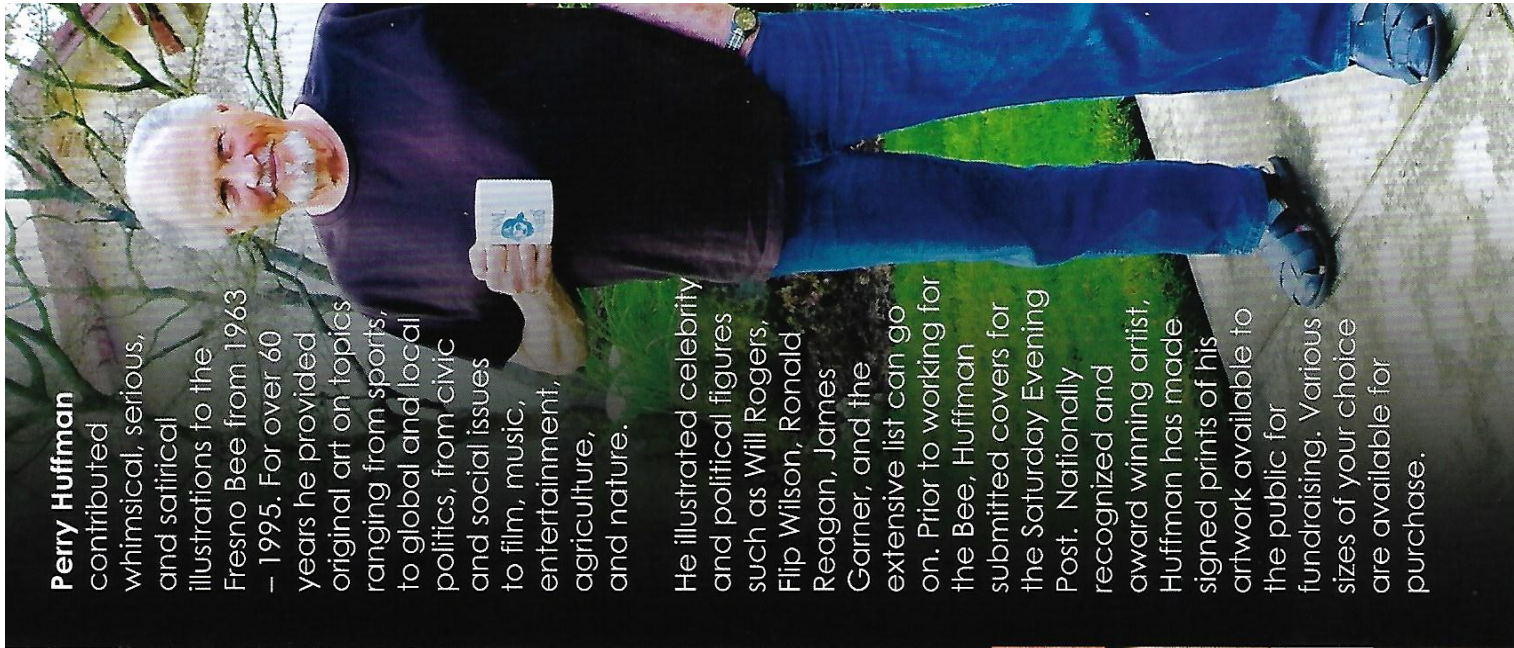 Perry Huffman
contributed
whimsical, serious,
and satirical
illustrations to the
Fresno Bee from 1963
– 1995. For over 60
years he provided
original art on topics
ranging from sports,
to global and local
politics, from civic
and social issues
to film, music,
entertainment,
agriculture,
and nature.
He illustrated celebrity
and political figures
such as Will Rogers,
Flip Wilson, Ronald
Reagan, James
Garner, and the
extensive list can go
on. Prior to working for
the Bee, Huffman
submitted covers for
the Saturday Evening
Post. Nationally
recognized and
award winning artist,
Huffman has made
signed prints of his
artwork available to
the public for
fundraising. Various
sizes of your choice
are available for
purchase.